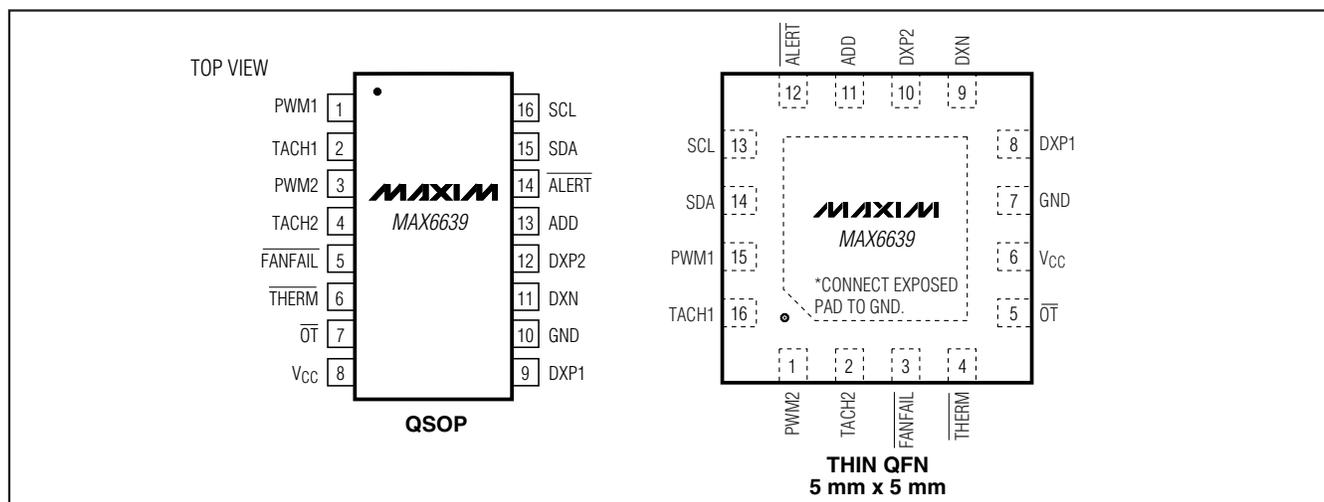 TOP VIEW
PWM1 1
TACH1 2
PWM2 3
TACH2 4
FANFAIL 5
THERM 6
OT 7
VCC 8
16 SCL
15 SDA
14 ALERT
13 ADD
12 DXP2
11 DXN
10 GND
9 DXP1
MAXIM
MAX6639
QSOP
ALERT ADD DXP2 DXN
12 11 10 9
SCL 13
SDA 14
PWM1 15
TACH1 16
8 DXP1
7 GND
6 VCC
5 OT
MAXIM
MAX6639
*CONNECT EXPOSED
PAD TO GND.
1 2 3 4
PWM2 TACH2 FANFAIL THERM
THIN QFN
5 mm x 5 mm